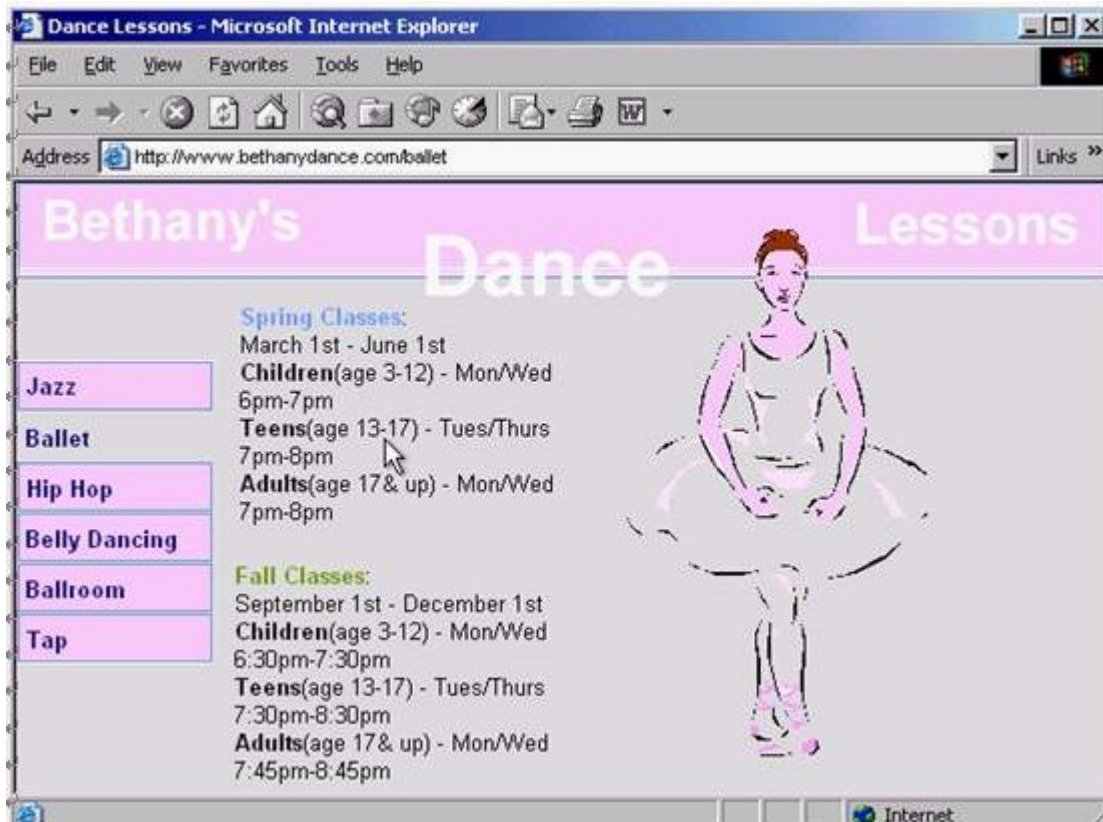 Dance Lessons - Microsoft Internet Explorer
File Edit View Favorites Tools Help
Address http://www.bethanydance.com/ballet Links »
Bethany's Dance Lessons
Jazz
Ballet
Hip Hop
Belly Dancing
Ballroom
Tap
Spring Classes:
March 1st - June 1st
Children(age 3-12) - Mon/Wed
6pm-7pm
Teens(age 13-17) - Tues/Thurs
7pm-8pm
Adults(age 17& up) - Mon/Wed
7pm-8pm
Fall Classes:
September 1st - December 1st
Children(age 3-12) - Mon/Wed
6:30pm-7:30pm
Teens(age 13-17) - Tues/Thurs
7:30pm-8:30pm
Adults(age 17& up) - Mon/Wed
7:45pm-8:45pm
Internet